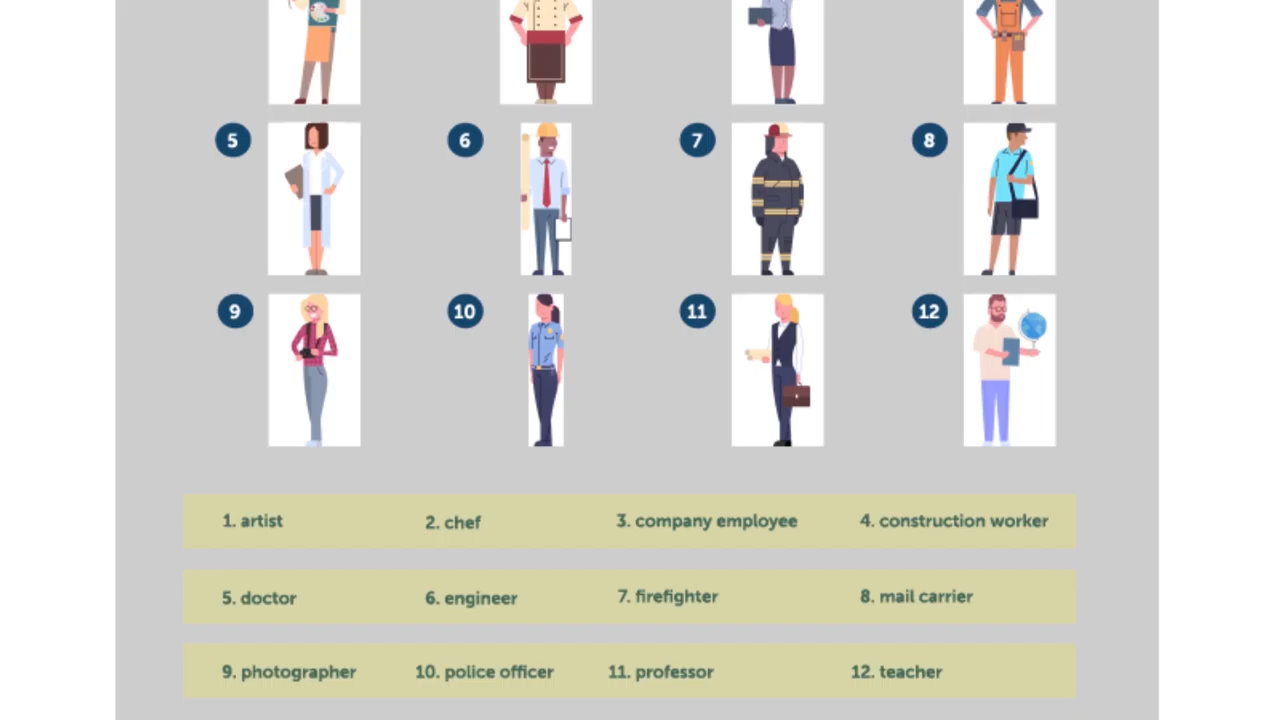 5 6 7 8
9 10 11 12
1. artist 2. chef 3. company employee 4. construction worker
5. doctor 6. engineer 7. firefighter 8. mail carrier
9. photographer 10. police officer 11. professor 12. teacher